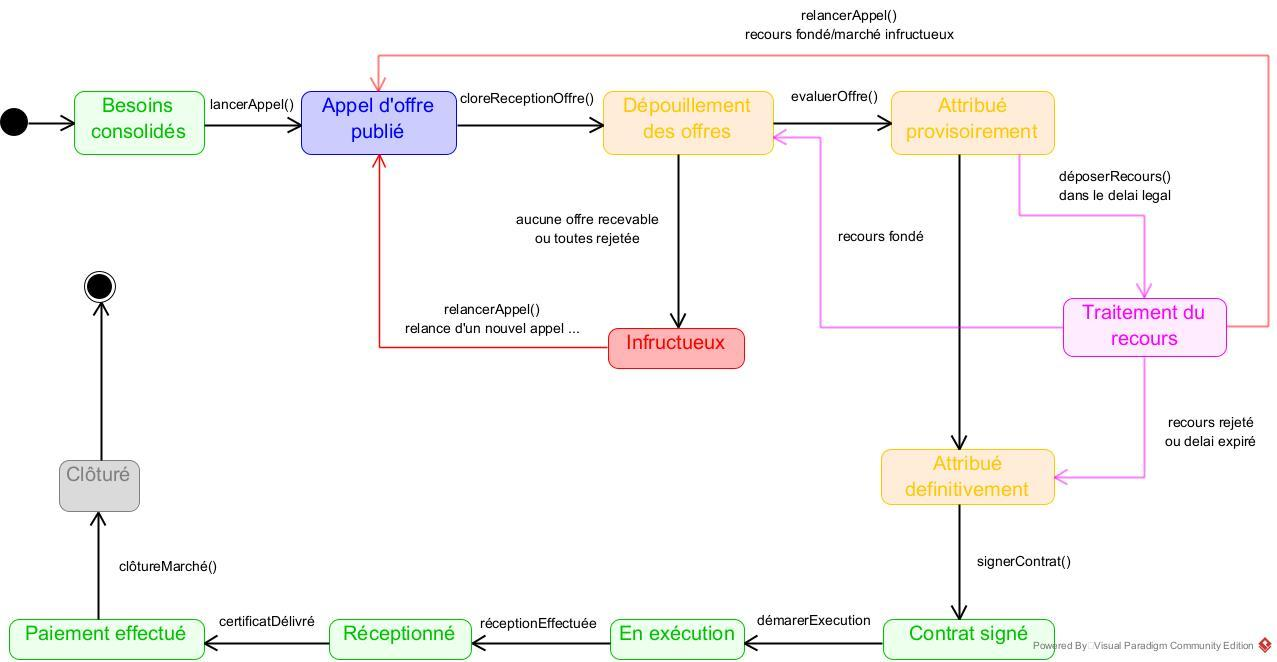 relancerAppel()
recours fondé/marché infructueux
Besoins
consolidés
lancerAppel()
Appel d'offre
publié
cloreReceptionOffre()
Dépouillement
des offres
evaluerOffre()
Attribué
provisoirement
déposerRecours()
dans le delai legal
aucune offre recevable
ou toutes rejetée
recours fondé
relancerAppel()
relance d'un nouvel appel ...
Infructueux
Traitement du
recours
recours rejeté
ou delai expiré
Clôturé
Attribué
definitivement
clôtureMarché()
signerContrat()
Paiement effectué
certificatDélivré
Réceptionné
réceptionEffectuée
En exécution
démarerExecution
Contrat signé
Powered By Visual Paradigm Community Edition